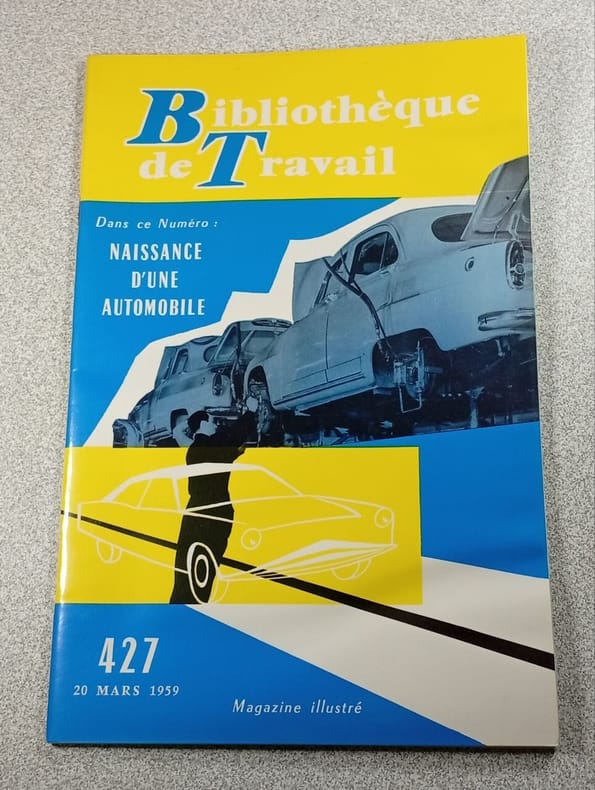 Bibliothèque
de Travail
Dans ce Numéro :
NAISSANCE
D'UNE
AUTOMOBILE
427
20 MARS 1959
Magazine illustré